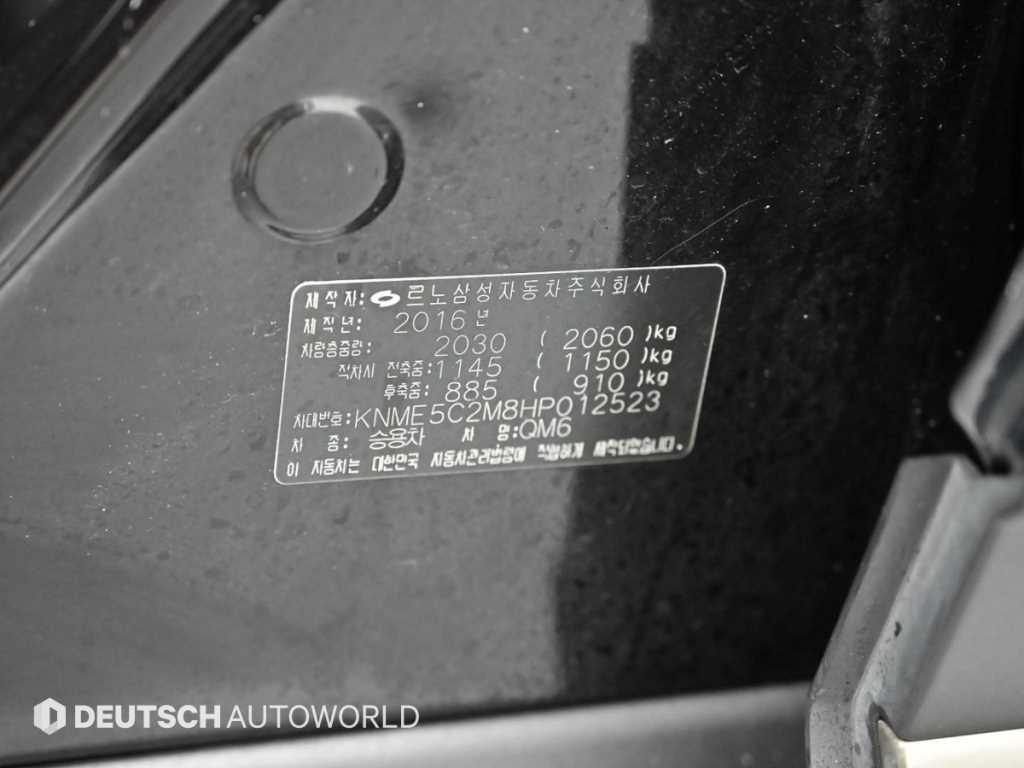 제작자: 르노삼성자동차주식회사
제작년: 2016 년
차량총중량: 2030 ( 2060 )kg
적차시 전축중: 1145 ( 1150 )kg
후축중: 885 ( 910 )kg
차대번호: KNME5C2M8HP012523
차 종: 승용차 차 명: QM6
이 자동차는 대한민국 자동차관리법령에 적합하게 제작되었습니다.
DEUTSCH AUTOWORLD